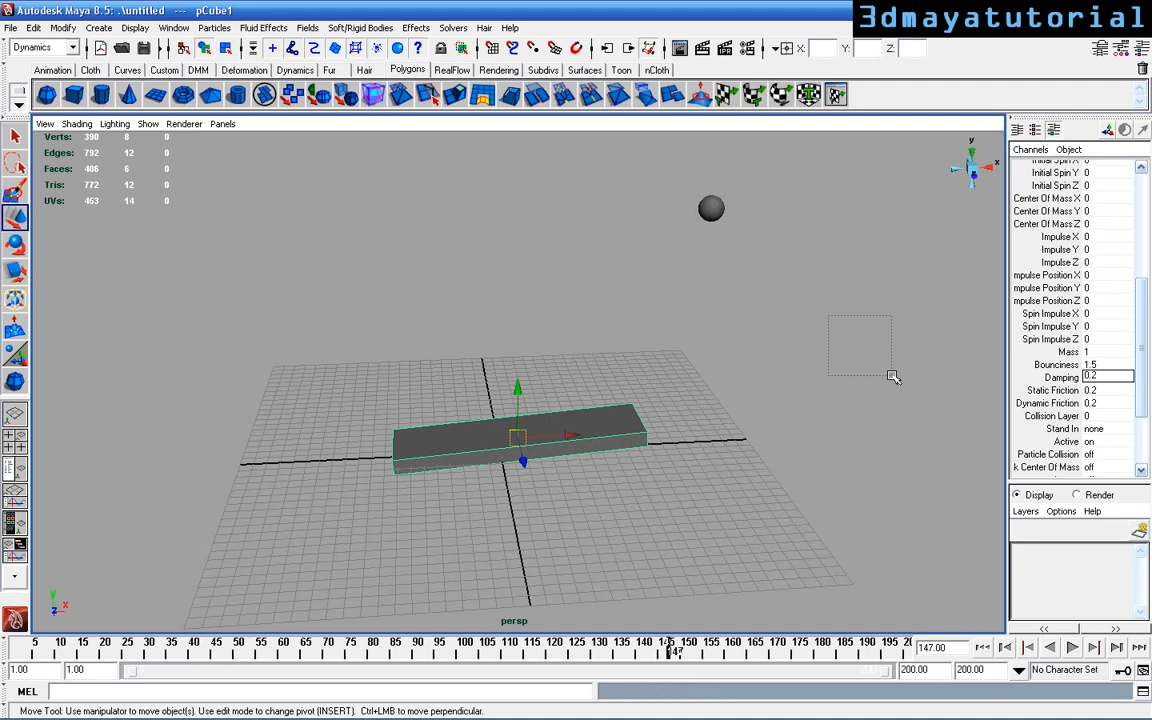 Autodesk Maya 8.5: .\untitled --- pCube1
3dmayatutorial
File Edit Modify Create Display Window Particles Fluid Effects Fields Soft/Rigid Bodies Effects Solvers Hair Help
Dynamics X: Y: Z:
Animation Cloth Curves Custom DMM Deformation Dynamics Fur Hair Polygons RealFlow Rendering Subdivs Surfaces Toon nCloth
View Shading Lighting Show Renderer Panels
Verts: 390 8 0
Edges: 792 12 0
Faces: 406 6 0
Tris: 772 12 0
UVs: 453 14 0
y
x
Channels Object
Initial Spin X 0
Initial Spin Y 0
Initial Spin Z 0
Center Of Mass X 0
Center Of Mass Y 0
Center Of Mass Z 0
Impulse X 0
Impulse Y 0
Impulse Z 0
mpulse Position X 0
mpulse Position Y 0
mpulse Position Z 0
Spin Impulse X 0
Spin Impulse Y 0
Spin Impulse Z 0
Mass 1
Bounciness 1.5
Damping 0.2
Static Friction 0.2
Dynamic Friction 0.2
Collision Layer 0
Stand In none
Active on
Particle Collision off
k Center Of Mass off
Display Render
Layers Options Help
y
z x
persp
5 10 15 20 25 30 35 40 45 50 55 60 65 70 75 80 85 90 95 100 105 110 115 120 125 130 135 140 145 150 155 160 165 170 175 180 185 190 195 20
147
147.00
1.00 1.00 200.00 200.00 No Character Set
MEL
Move Tool: Use manipulator to move object(s). Use edit mode to change pivot (INSERT). Ctrl+LMB to move perpendicular.